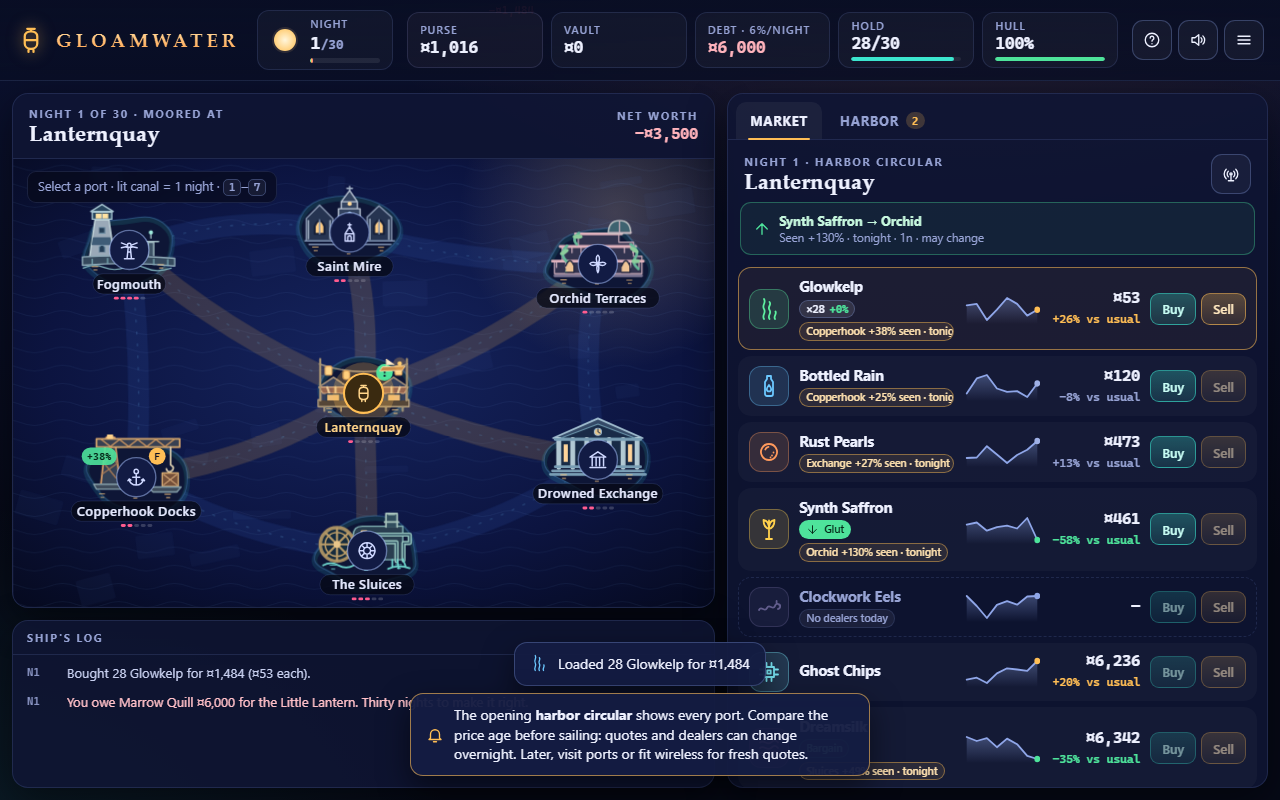 GLOAMWATER
NIGHT
1/30
PURSE
¤1,016
VAULT
¤0
DEBT · 6%/NIGHT
¤6,000
HOLD
28/30
HULL
100%
NIGHT 1 OF 30 · MOORED AT
Lanternquay
NET WORTH
−¤3,500
Select a port · lit canal = 1 night · 1–7
Fogmouth
Saint Mire
Orchid Terraces
Lanternquay
+38%
F
Copperhook Docks
Drowned Exchange
The Sluices
SHIP'S LOG
N1 Bought 28 Glowkelp for ¤1,484 (¤53 each).
N1 You owe Marrow Quill ¤6,000 for the Little Lantern. Thirty nights to make it right.
MARKET
HARBOR 2
NIGHT 1 · HARBOR CIRCULAR
Lanternquay
Synth Saffron → Orchid
Seen +130% · tonight · 1n · may change
Glowkelp
×28 +0%
Copperhook +38% seen · tonig
¤53
+26% vs usual
Buy
Sell
Bottled Rain
Copperhook +25% seen · tonig
¤120
−8% vs usual
Buy
Sell
Rust Pearls
Exchange +27% seen · tonight
¤473
+13% vs usual
Buy
Sell
Synth Saffron
↓ Glut
Orchid +130% seen · tonight
¤461
−58% vs usual
Buy
Sell
Clockwork Eels
No dealers today
–
Buy
Sell
Ghost Chips
¤6,236
+20% vs usual
Buy
Sell
Dreamsilk
Bargain
seen · tonight
¤6,342
−35% vs usual
Buy
Sell
Loaded 28 Glowkelp for ¤1,484
The opening harbor circular shows every port. Compare the
price age before sailing: quotes and dealers can change
overnight. Later, visit ports or fit wireless for fresh quotes.